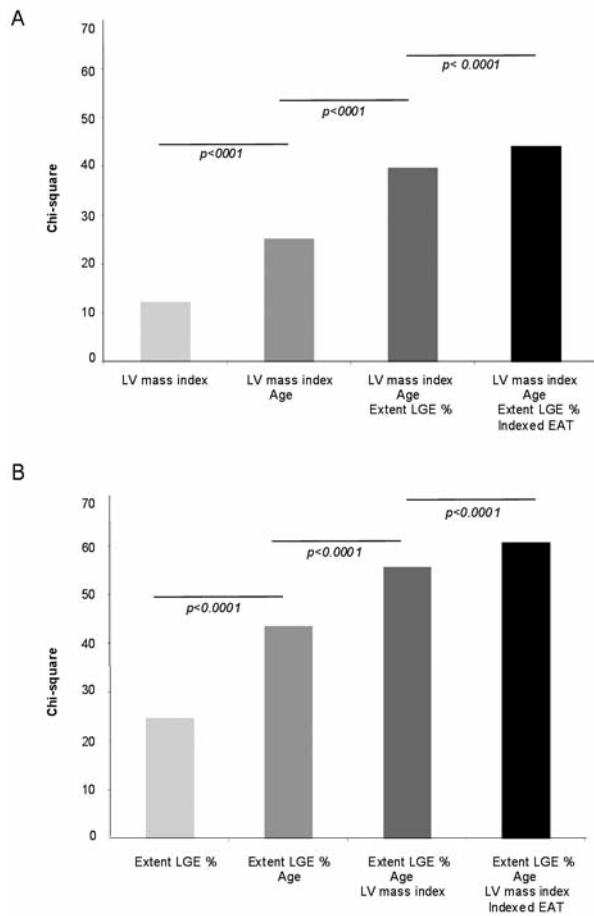 A
70
60
50
40
30
20
10
0
Chi-square
p<0001
p<0001
p< 0.0001
LV mass index
LV mass index
Age
LV mass index
Age
Extent LGE %
LV mass index
Age
Extent LGE %
Indexed EAT
B
70
60
50
40
30
20
10
0
Chi-square
p<0.0001
p<0.0001
p<0.0001
Extent LGE %
Extent LGE %
Age
Extent LGE %
Age
LV mass index
Extent LGE %
Age
LV mass index
Indexed EAT